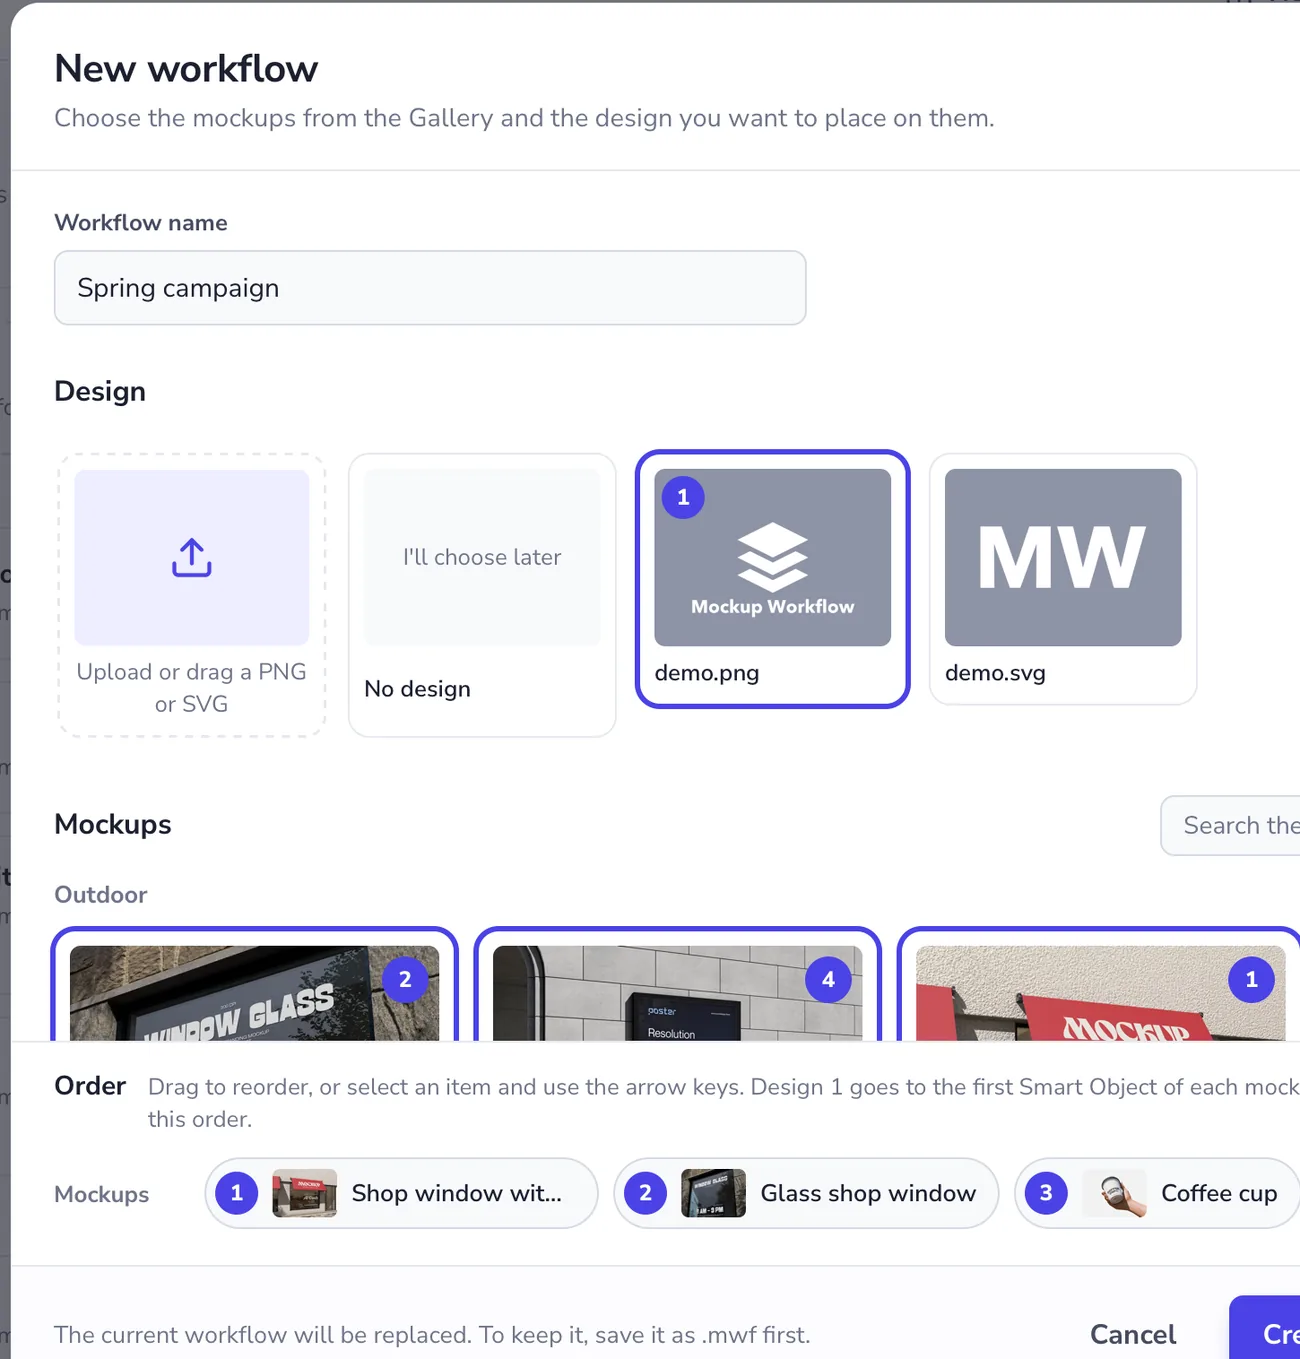 New workflow
Choose the mockups from the Gallery and the design you want to place on them.
Workflow name
Spring campaign
Design
Upload or drag a PNG
or SVG
I'll choose later
No design
1
Mockup Workflow
demo.png
MW
demo.svg
Mockups
Search the
Outdoor
2
WINDOW GLASS
4
poster
Resolution
1
MOCKUP
Order
Drag to reorder, or select an item and use the arrow keys. Design 1 goes to the first Smart Object of each mock
this order.
Mockups
1
Shop window wit...
2
Glass shop window
3
Coffee cup
The current workflow will be replaced. To keep it, save it as .mwf first.
Cancel
Cre